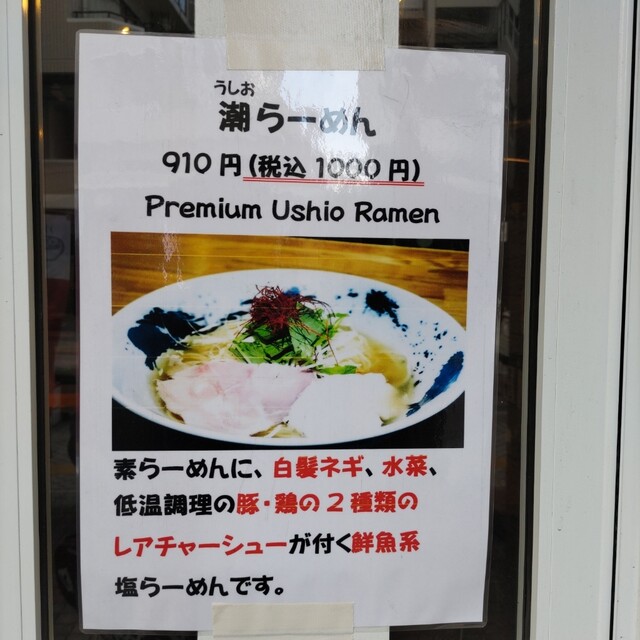 うしお
潮らーめん
910円(税込1000円)
Premium Ushio Ramen
素らーめんに、白髪ネギ、水菜、
低温調理の豚・鶏の2種類の
レアチャーシューが付く鮮魚系
塩らーめんです。